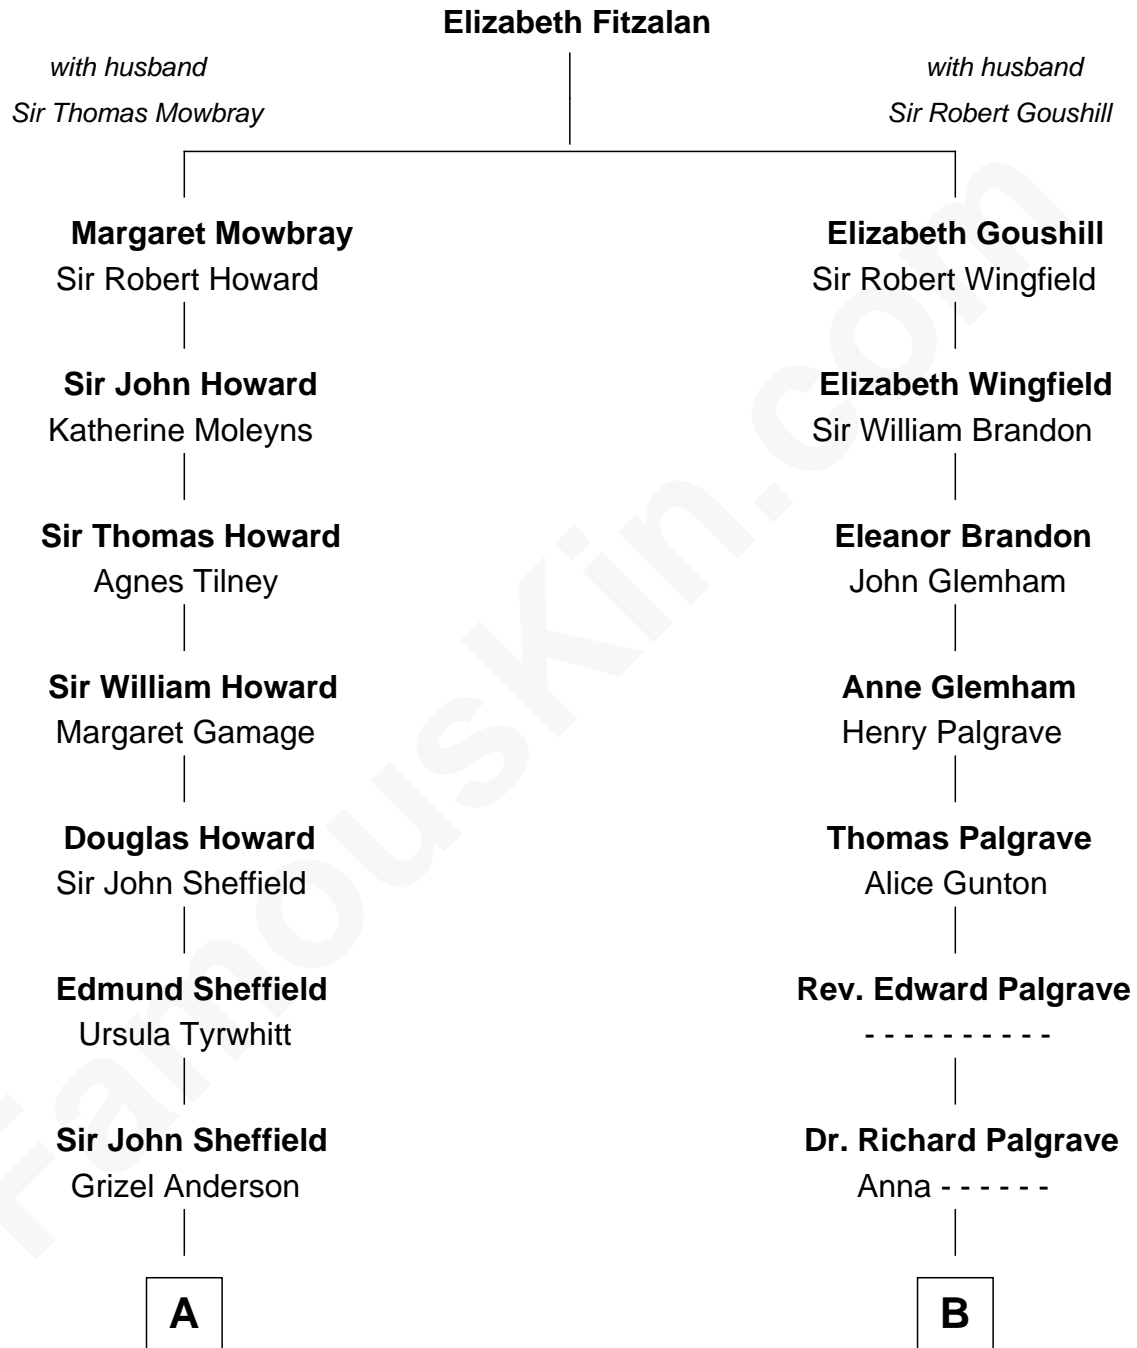 Elizabeth Fitzalan
with husband
Sir Thomas Mowbray
with husband
Sir Robert Goushill
Margaret Mowbray
Sir Robert Howard
Elizabeth Goushill
Sir Robert Wingfield
Sir John Howard
Katherine Moleyns
Elizabeth Wingfield
Sir William Brandon
Sir Thomas Howard
Agnes Tilney
Eleanor Brandon
John Glemham
Sir William Howard
Margaret Gamage
Anne Glemham
Henry Palgrave
Douglas Howard
Sir John Sheffield
Thomas Palgrave
Alice Gunton
Edmund Sheffield
Ursula Tyrwhitt
Rev. Edward Palgrave
- - - - - - - - - -
Sir John Sheffield
Grizel Anderson
Dr. Richard Palgrave
Anna - - - - - -
A
B
FamousKin.com